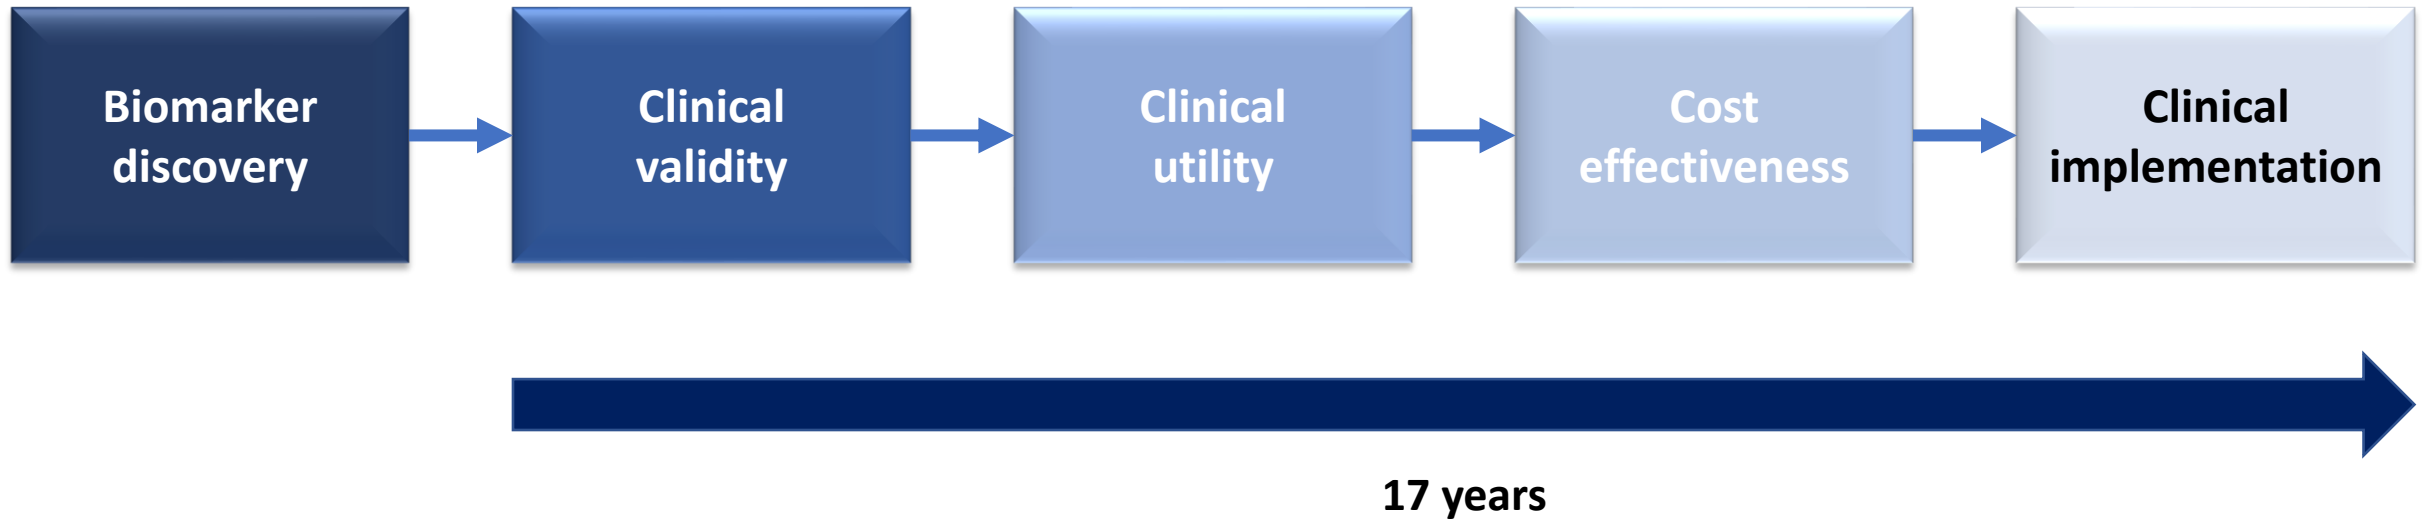 Biomarker
discovery
Clinical
validity
Clinical
utility
Cost
effectiveness
Clinical
implementation
17 years